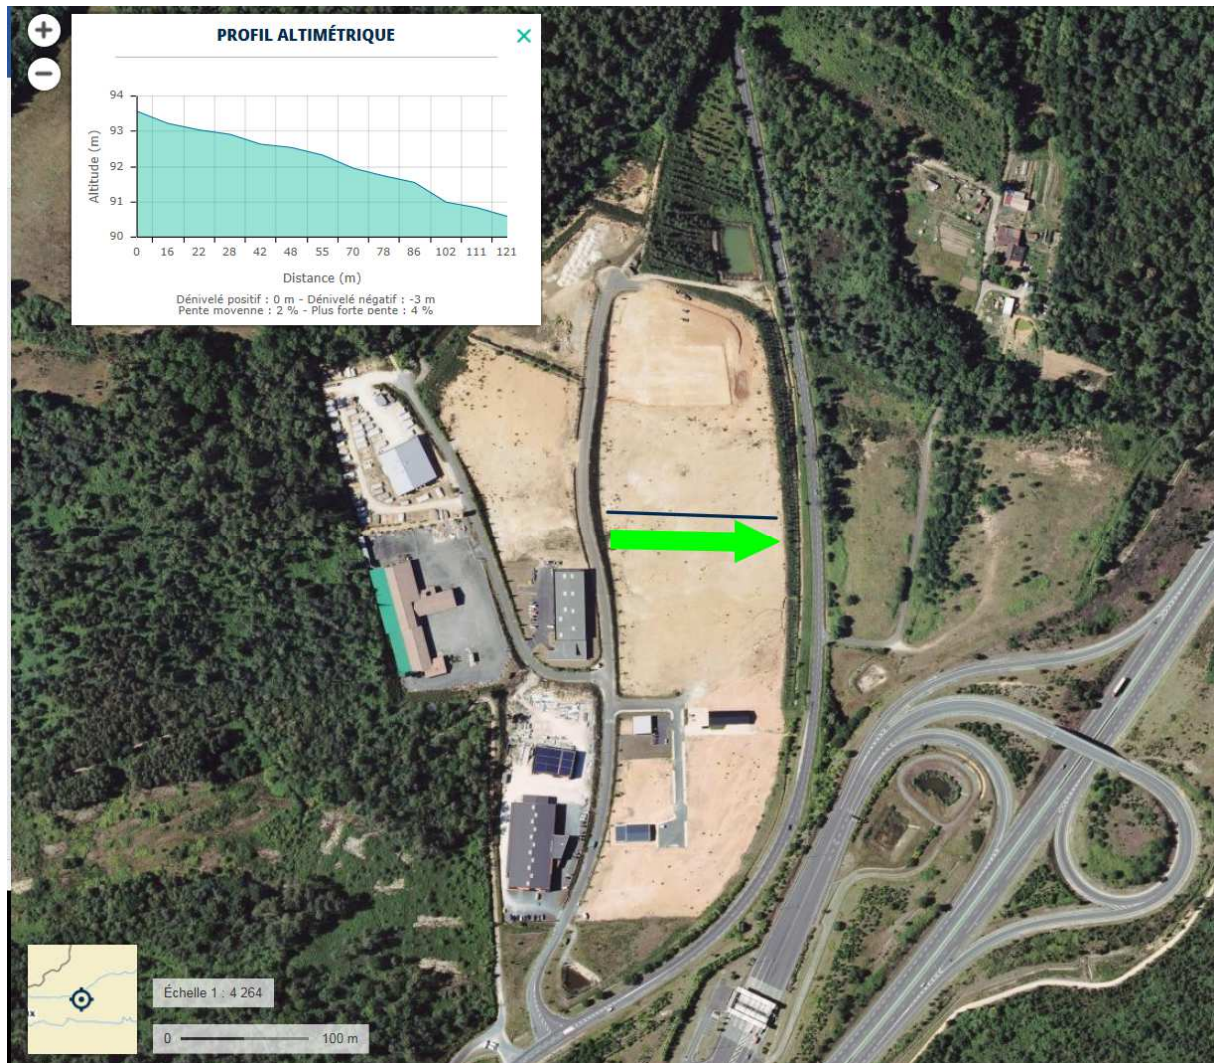 PROFIL ALTIMÉTRIQUE
94
93
92
91
90
Altitude (m)
0 16 22 28 42 48 55 70 78 86 102 111 121
Distance (m)
Dénivelé positif : 0 m - Dénivelé négatif : -3 m
Pente moyenne : 2 % - Plus forte pente : 4 %
x
Échelle 1 : 4 264
0 100 m